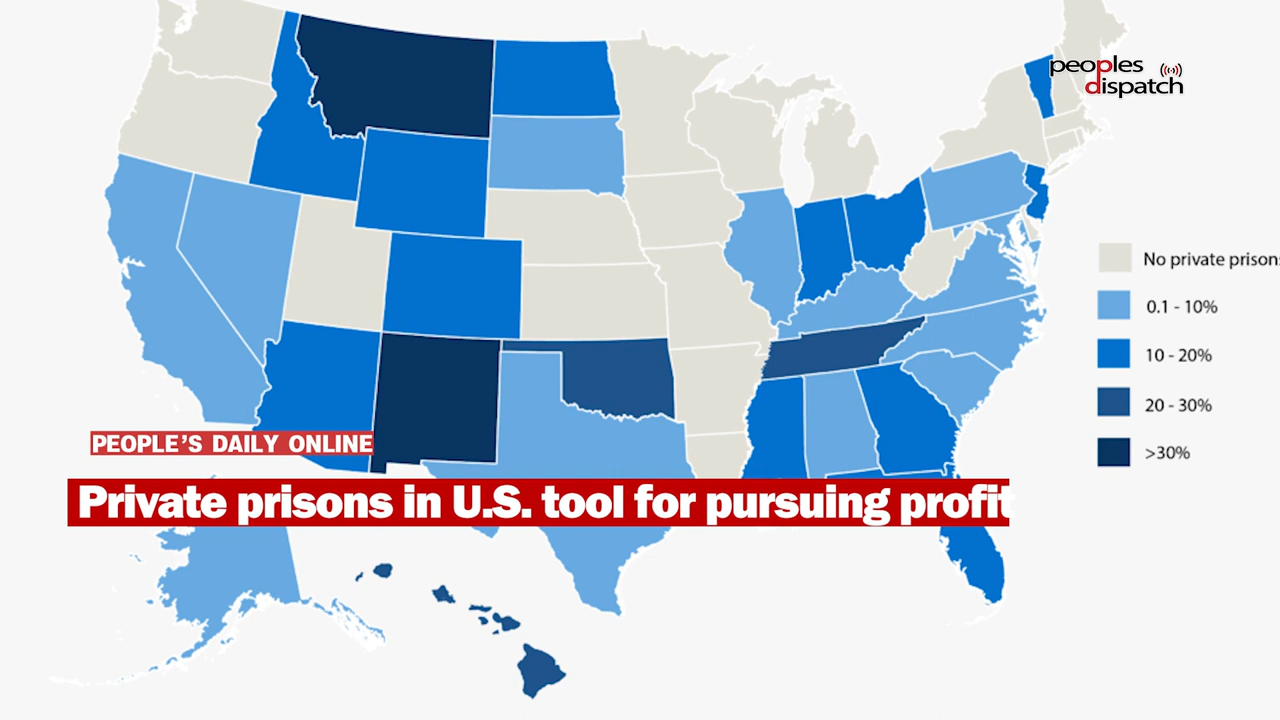 peoples
dispatch
No private prisons
0.1 - 10%
10 - 20%
20 - 30%
>30%
PEOPLE'S DAILY ONLINE
Private prisons in U.S. tool for pursuing profit